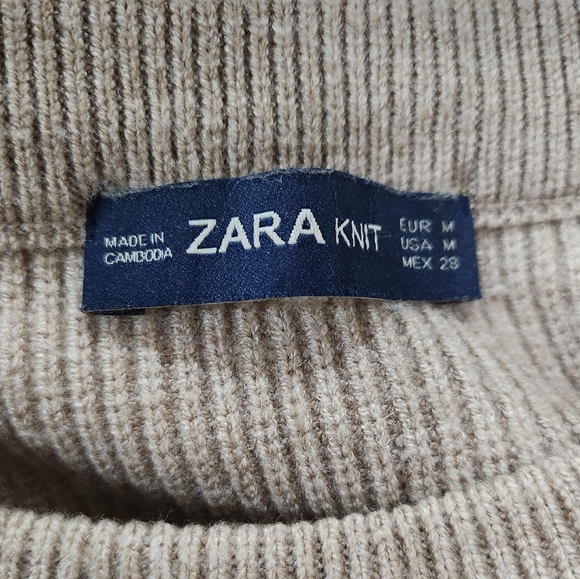 MADE IN
CAMBODIA
ZARA KNIT
EUR M
USA M
MEX 28